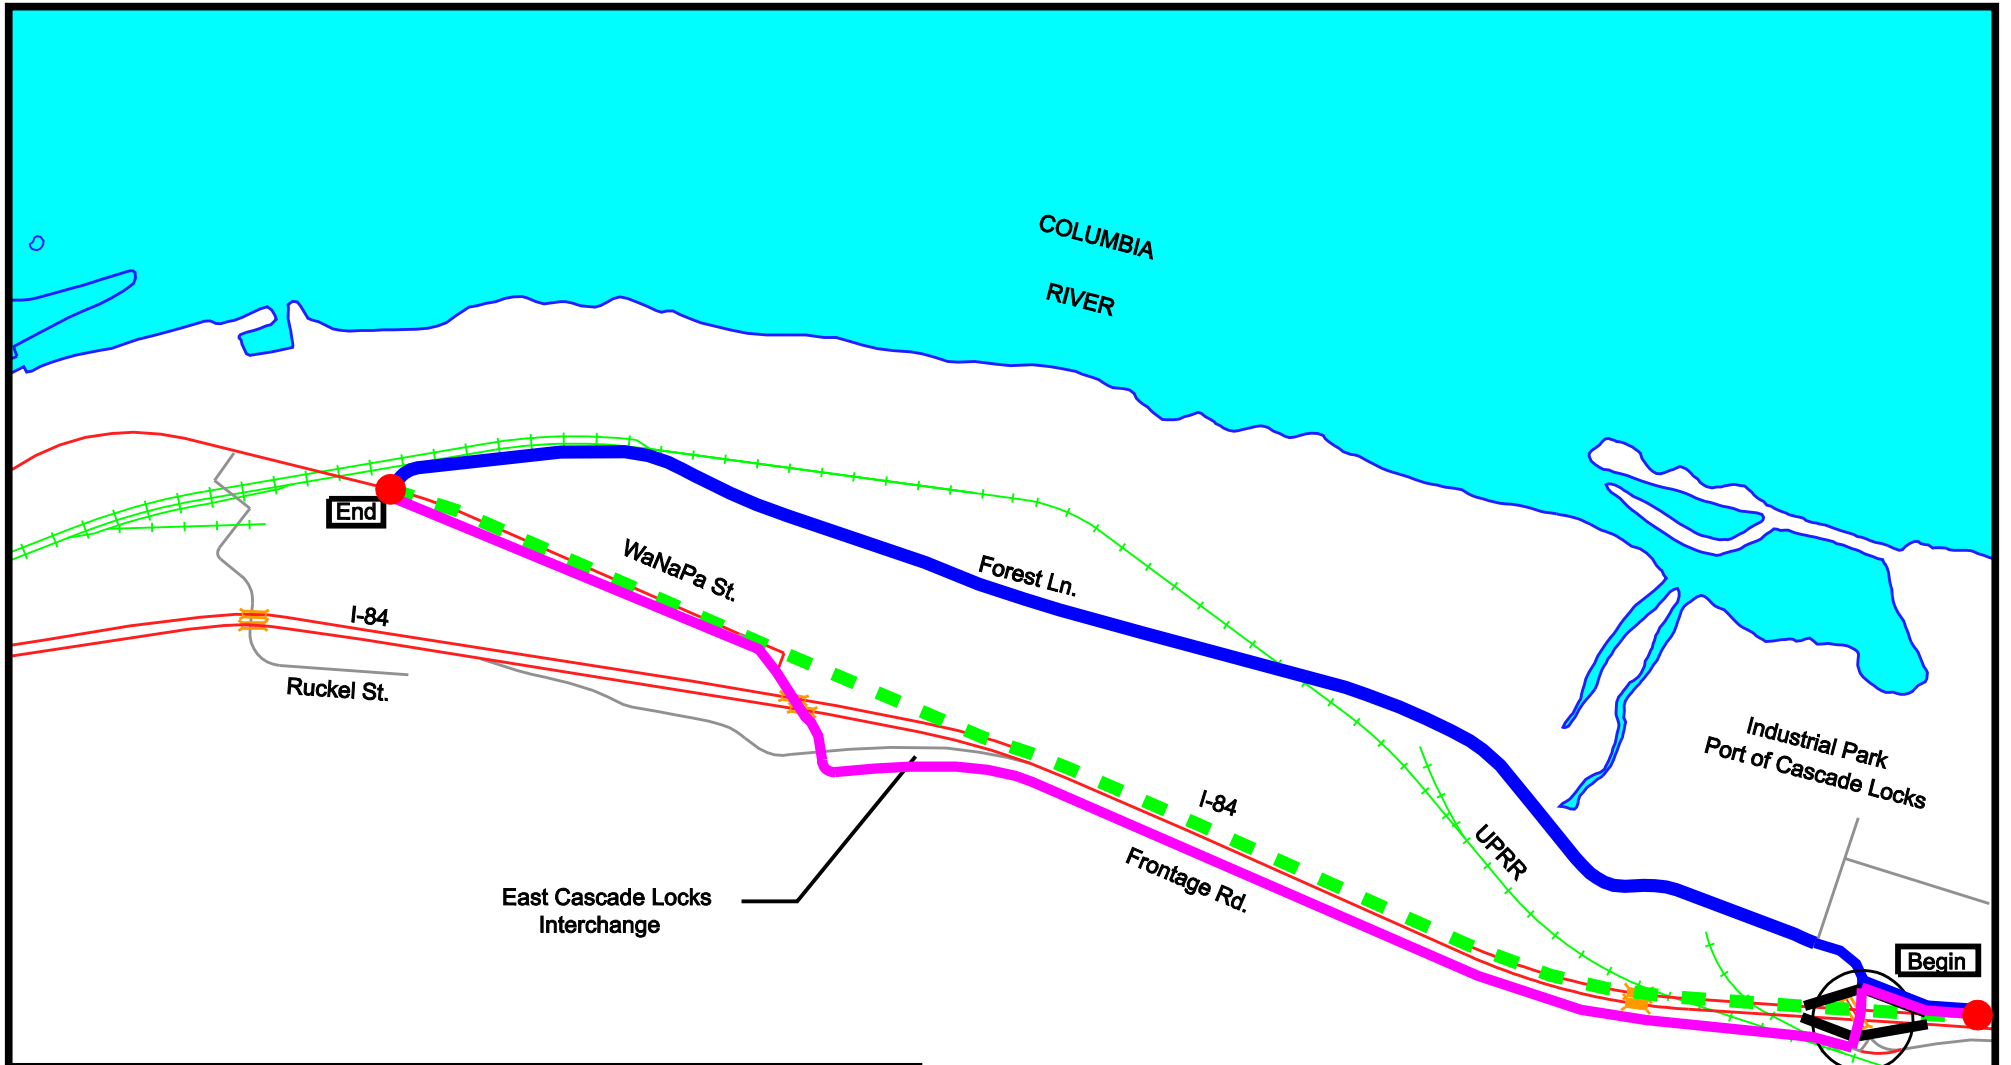 COLUMBIA
RIVER
End
WaNaPa St.
Forest Ln.
I-84
Ruckel St.
Industrial Park
Port of Cascade Locks
I-84
UPRR
Frontage Rd.
East Cascade Locks
Interchange
Begin